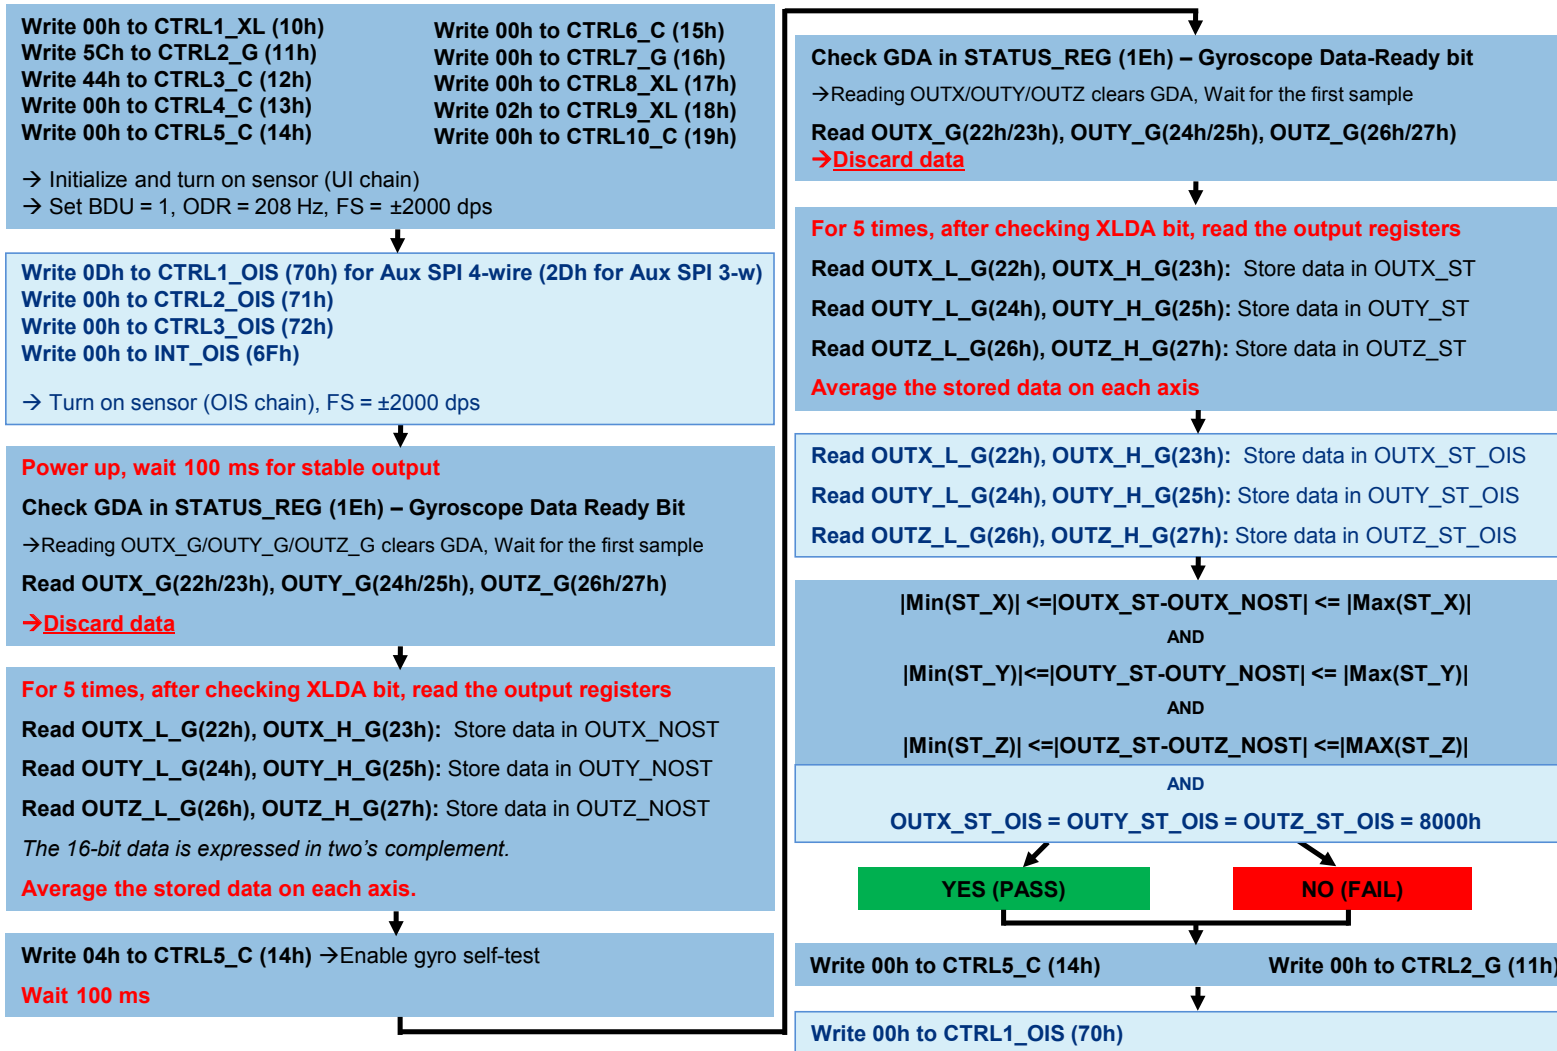 Write 00h to CTRL1_XL (10h)
Write 5Ch to CTRL2_G (11h)
Write 44h to CTRL3_C (12h)
Write 00h to CTRL4_C (13h)
Write 00h to CTRL5_C (14h)
Write 00h to CTRL6_C (15h)
Write 00h to CTRL7_G (16h)
Write 00h to CTRL8_XL (17h)
Write 02h to CTRL9_XL (18h)
Write 00h to CTRL10_C (19h)
→ Initialize and turn on sensor (UI chain)
→ Set BDU = 1, ODR = 208 Hz, FS = ±2000 dps
Write 0Dh to CTRL1_OIS (70h) for Aux SPI 4-wire (2Dh for Aux SPI 3-w)
Write 00h to CTRL2_OIS (71h)
Write 00h to CTRL3_OIS (72h)
Write 00h to INT_OIS (6Fh)
→ Turn on sensor (OIS chain), FS = ±2000 dps
Power up, wait 100 ms for stable output
Check GDA in STATUS_REG (1Eh) – Gyroscope Data Ready Bit
→Reading OUTX_G/OUTY_G/OUTZ_G clears GDA, Wait for the first sample
Read OUTX_G(22h/23h), OUTY_G(24h/25h), OUTZ_G(26h/27h)
→Discard data
For 5 times, after checking XLDA bit, read the output registers
Read OUTX_L_G(22h), OUTX_H_G(23h): Store data in OUTX_NOST
Read OUTY_L_G(24h), OUTY_H_G(25h): Store data in OUTY_NOST
Read OUTZ_L_G(26h), OUTZ_H_G(27h): Store data in OUTZ_NOST
The 16-bit data is expressed in two's complement.
Average the stored data on each axis.
Write 04h to CTRL5_C (14h) →Enable gyro self-test
Wait 100 ms
Check GDA in STATUS_REG (1Eh) – Gyroscope Data-Ready bit
→Reading OUTX/OUTY/OUTZ clears GDA, Wait for the first sample
Read OUTX_G(22h/23h), OUTY_G(24h/25h), OUTZ_G(26h/27h)
→Discard data
For 5 times, after checking XLDA bit, read the output registers
Read OUTX_L_G(22h), OUTX_H_G(23h): Store data in OUTX_ST
Read OUTY_L_G(24h), OUTY_H_G(25h): Store data in OUTY_ST
Read OUTZ_L_G(26h), OUTZ_H_G(27h): Store data in OUTZ_ST
Average the stored data on each axis
Read OUTX_L_G(22h), OUTX_H_G(23h): Store data in OUTX_ST_OIS
Read OUTY_L_G(24h), OUTY_H_G(25h): Store data in OUTY_ST_OIS
Read OUTZ_L_G(26h), OUTZ_H_G(27h): Store data in OUTZ_ST_OIS
|Min(ST_X)| <=|OUTX_ST-OUTX_NOST| <= |Max(ST_X)|
AND
|Min(ST_Y)|<=|OUTY_ST-OUTY_NOST| <= |Max(ST_Y)|
AND
|Min(ST_Z)| <=|OUTZ_ST-OUTZ_NOST| <=|MAX(ST_Z)|
AND
OUTX_ST_OIS = OUTY_ST_OIS = OUTZ_ST_OIS = 8000h
YES (PASS)
NO (FAIL)
Write 00h to CTRL5_C (14h)
Write 00h to CTRL2_G (11h)
Write 00h to CTRL1_OIS (70h)